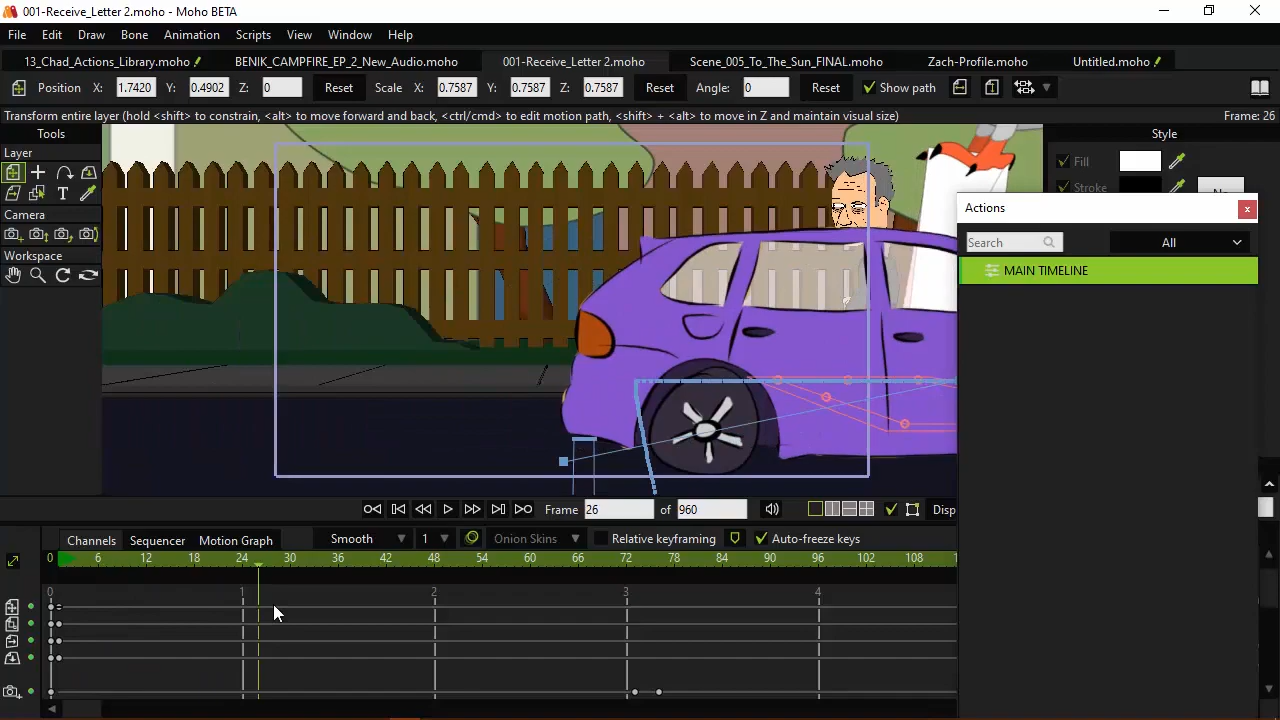 001-Receive_Letter 2.moho - Moho BETA
File Edit Draw Bone Animation Scripts View Window Help
13_Chad_Actions_Library.moho BENIK_CAMPFIRE_EP_2_New_Audio.moho 001-Receive_Letter 2.moho Scene_005_To_The_Sun_FINAL.moho Zach-Profile.moho Untitled.moho
Position X: 1.7420 Y: 0.4902 Z: 0 Reset Scale X: 0.7587 Y: 0.7587 Z: 0.7587 Reset Angle: 0 Reset Show path
Transform entire layer (hold <shift> to constrain, <alt> to move forward and back, <ctrl/cmd> to edit motion path, <shift> + <alt> to move in Z and maintain visual size) Frame: 26
Tools
Style
Layer
Fill
Stroke
Actions
Camera
Search All
Workspace
MAIN TIMELINE
Frame 26 of 960
Channels Sequencer Motion Graph Smooth 1 Onion Skins Relative keyframing Auto-freeze keys
0 6 12 18 24 30 36 42 48 54 60 66 72 78 84 90 96 102 108
0 1 2 3 4